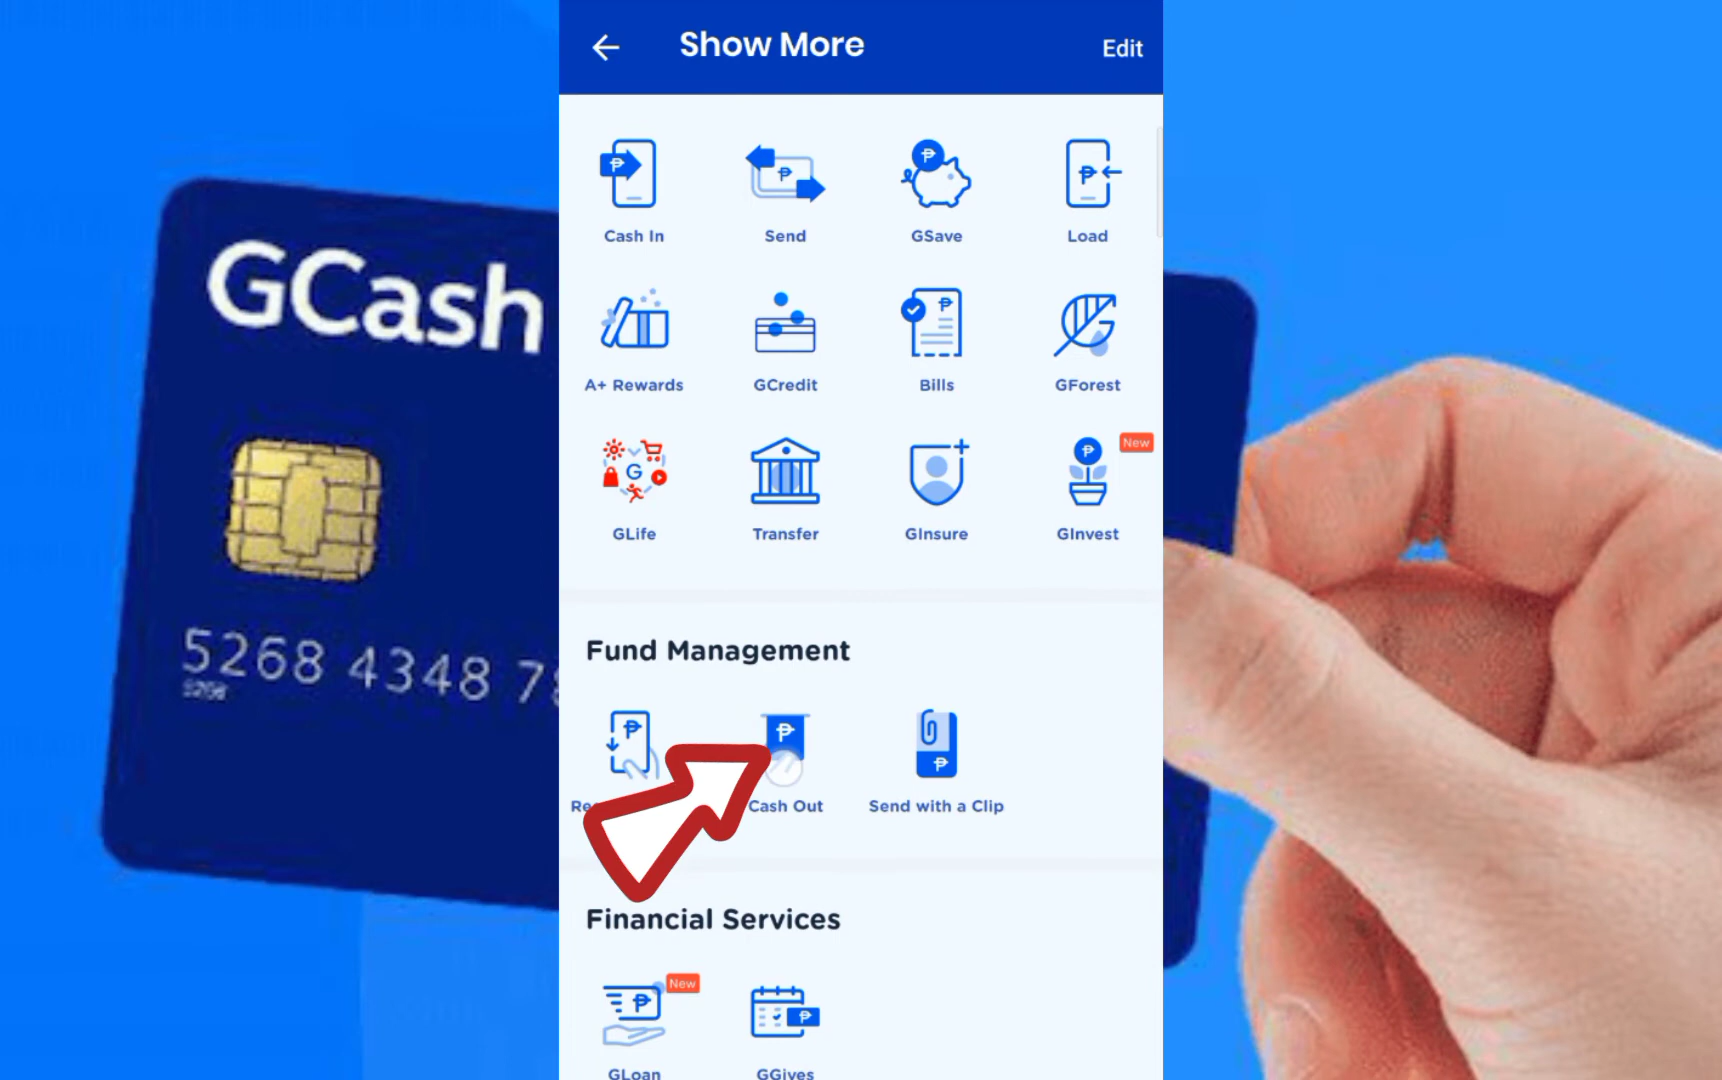 Show More
Edit
Cash In
Send
GSave
Load
A+ Rewards
GCredit
Bills
GForest
New
GLife
Transfer
GInsure
GInvest
GCash
5268 4348 7
5268
Fund Management
Cash Out
Send with a Clip
Financial Services
New
GLoan
GGives